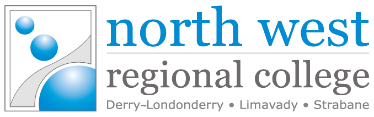 north west
regional college
Derry-Londonderry • Limavady • Strabane